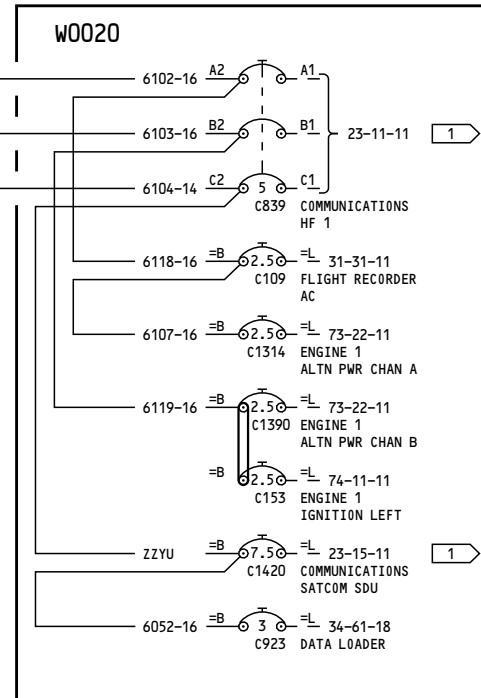 W0020
6102-16 A2 A1
6103-16 B2 B1 23-11-11 1
6104-14 C2 5 C1
C839 COMMUNICATIONS
HF 1
6118-16 =B 2.5 =L 31-31-11
C109 FLIGHT RECORDER
AC
6107-16 =B 2.5 =L 73-22-11
C1314 ENGINE 1
ALTN PWR CHAN A
6119-16 =B 2.5 =L 73-22-11
C1390 ENGINE 1
ALTN PWR CHAN B
=B 2.5 =L 74-11-11
C153 ENGINE 1
IGNITION LEFT
ZZYU =B 7.5 =L 23-15-11 1
C1420 COMMUNICATIONS
SATCOM SDU
6052-16 =B 3 =L 34-61-18
C923 DATA LOADER